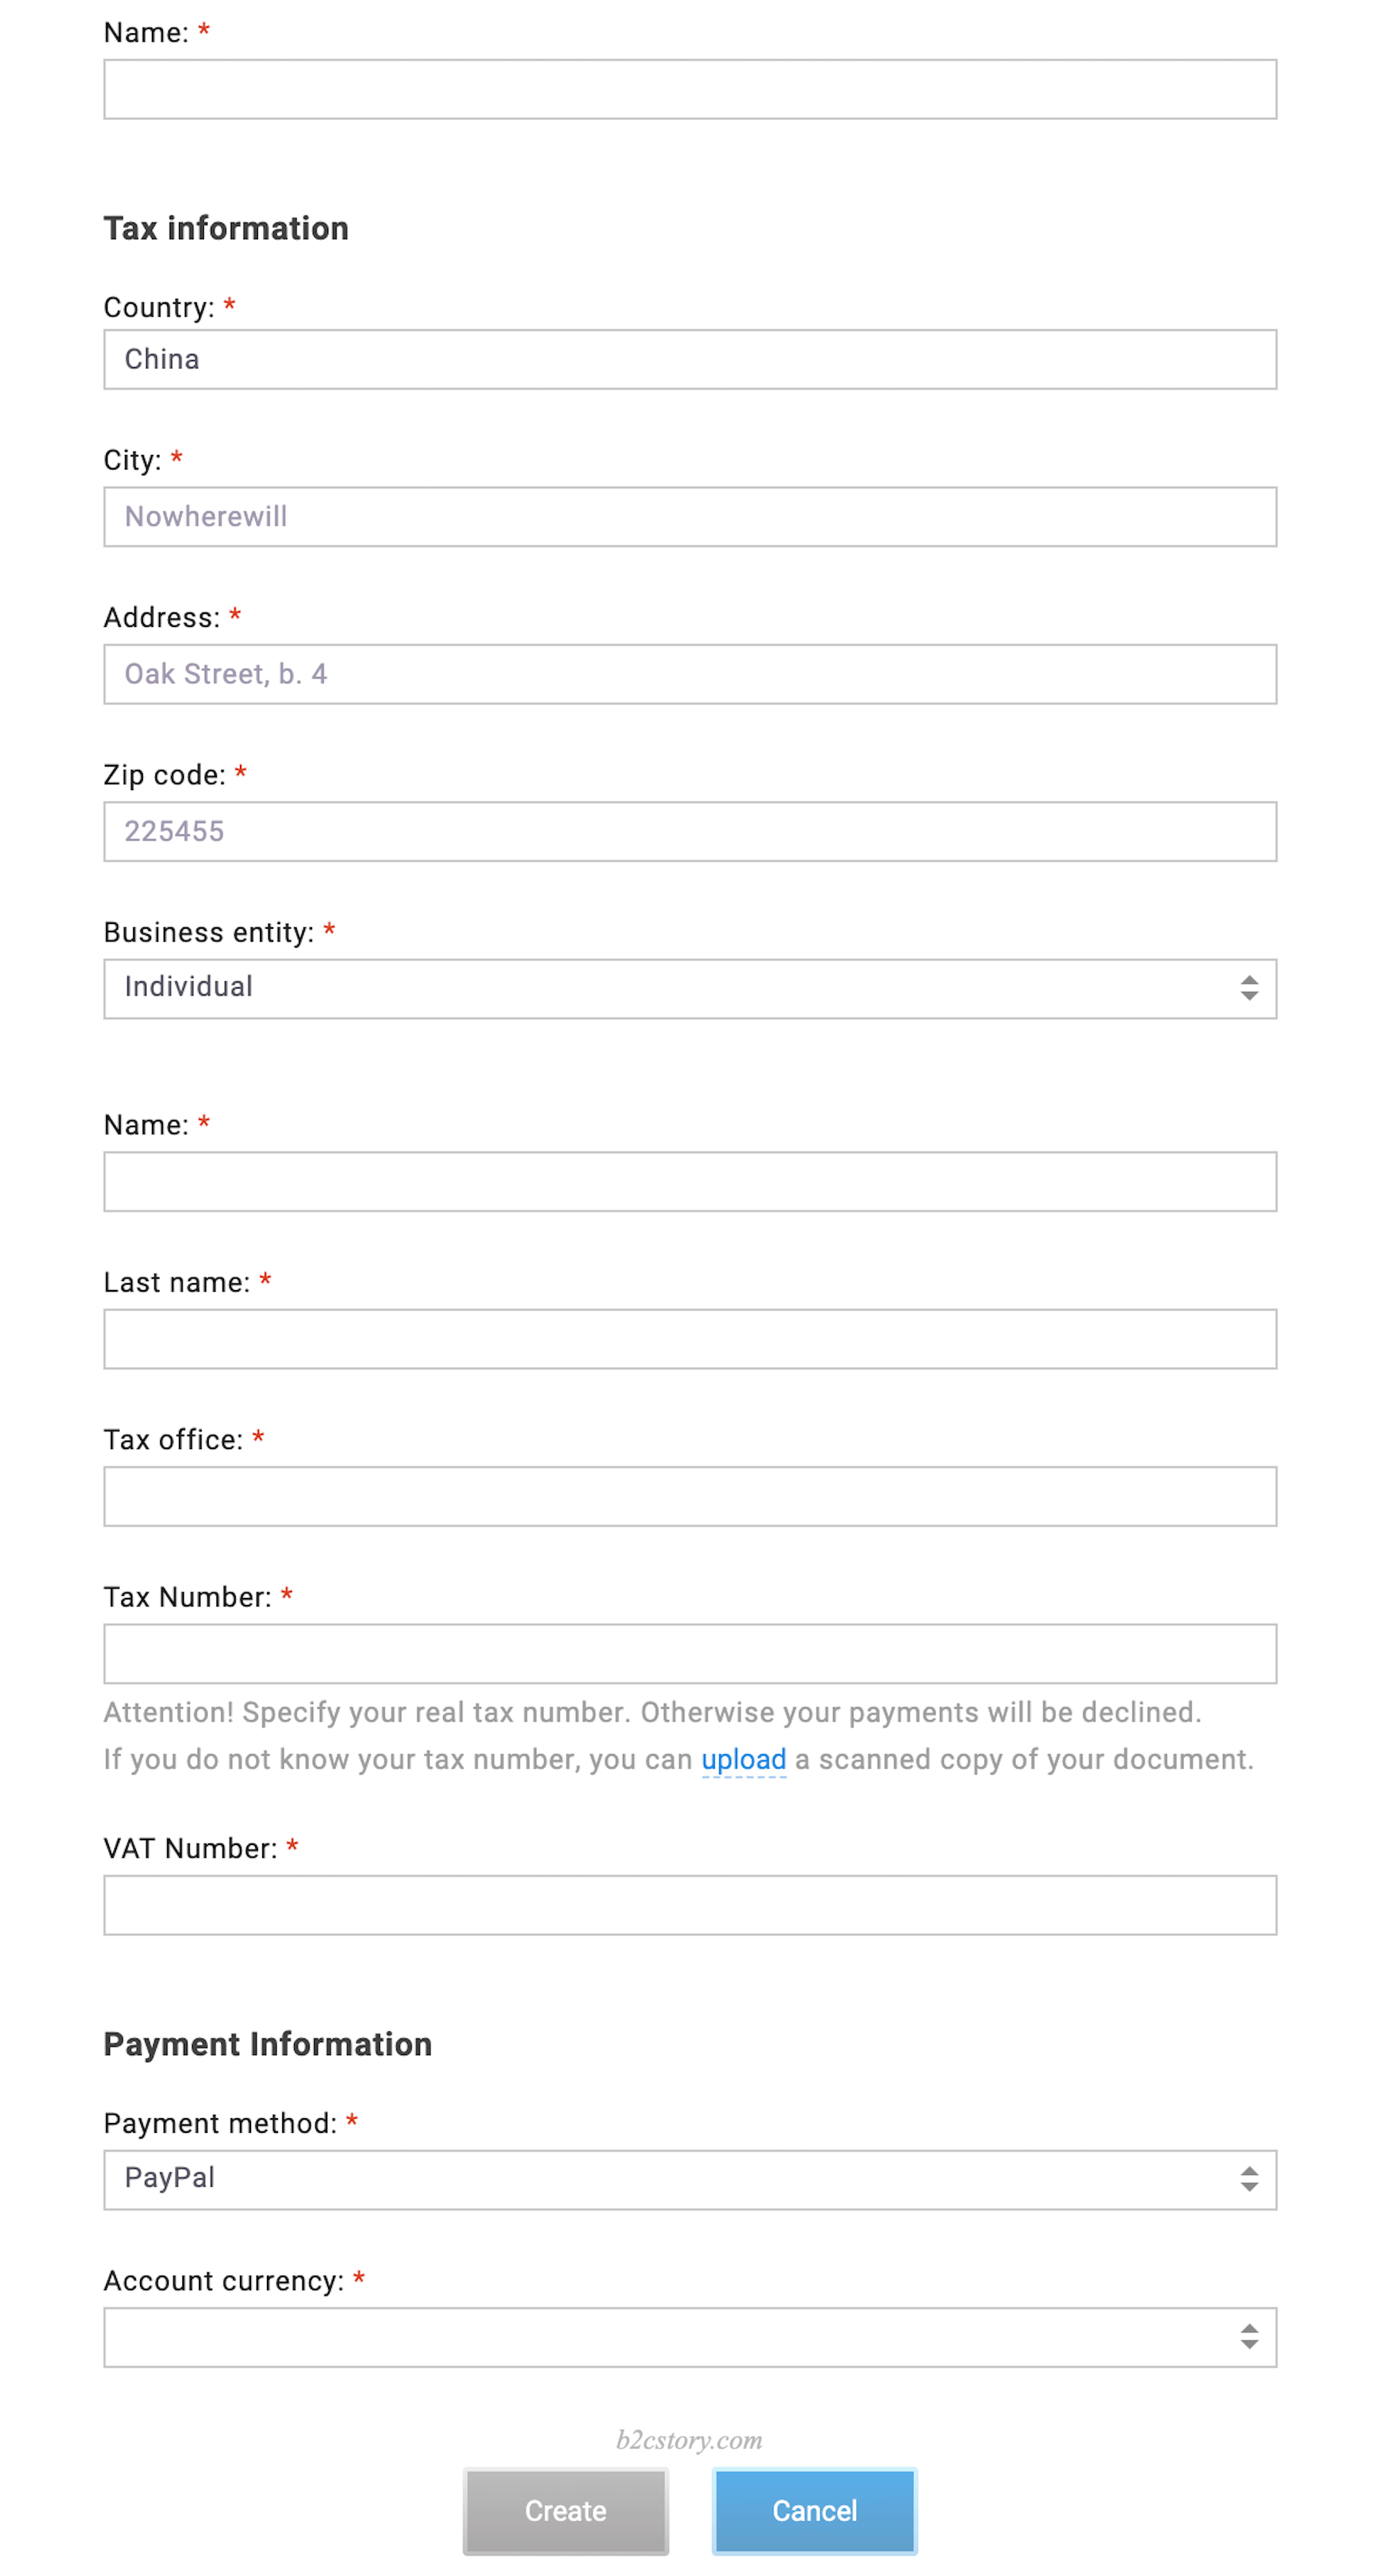 Name: *
Tax information
Country: *
China
City: *
Nowherewill
Address: *
Oak Street, b. 4
Zip code: *
225455
Business entity: *
Individual
Name: *
Last name: *
Tax office: *
Tax Number: *
Attention! Specify your real tax number. Otherwise your payments will be declined.
If you do not know your tax number, you can upload a scanned copy of your document.
VAT Number: *
Payment Information
Payment method: *
PayPal
Account currency: *
b2cstory.com
Create Cancel